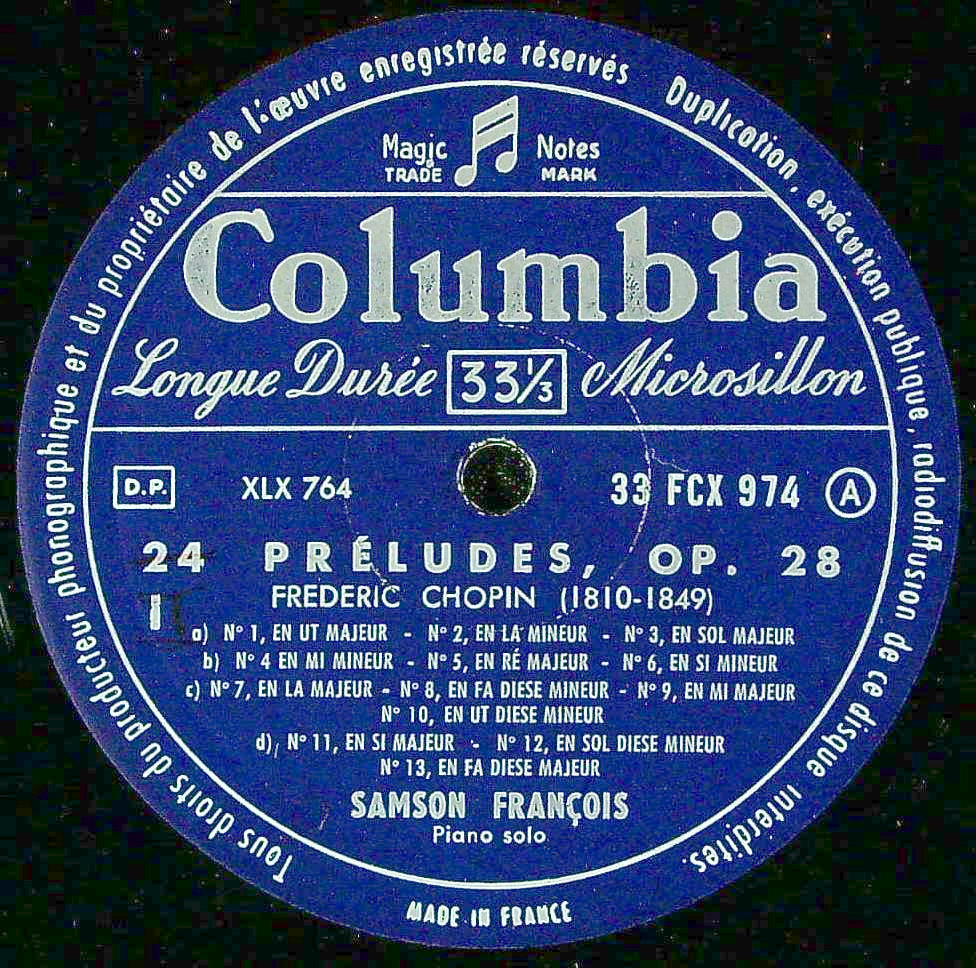 Tous droits du producteur phonographique et du propriétaire de l'œuvre enregistrée réservés
Duplication, exécution publique, radiodiffusion de ce disque interdites.
Magic & Notes
TRADE MARK
Columbia
Longue Durée 33⅓ Microsillon
D.P. XLX 764 33 FCX 974 A
24 PRÉLUDES, OP. 28
I
FREDERIC CHOPIN (1810-1849)
a) N° 1, EN UT MAJEUR - N° 2, EN LA MINEUR - N° 3, EN SOL MAJEUR
b) N° 4 EN MI MINEUR - N° 5, EN RÉ MAJEUR - N° 6, EN SI MINEUR
c) N° 7, EN LA MAJEUR - N° 8, EN FA DIESE MINEUR - N° 9, EN MI MAJEUR
N° 10, EN UT DIESE MINEUR
d) N° 11, EN SI MAJEUR - N° 12, EN SOL DIESE MINEUR
N° 13, EN FA DIESE MAJEUR
SAMSON FRANÇOIS
Piano solo
MADE IN FRANCE